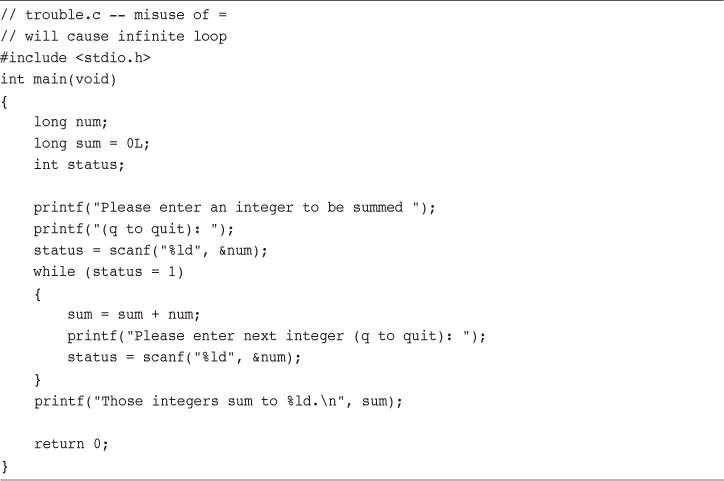 // trouble.c -- misuse of =
// will cause infinite loop
#include <stdio.h>
int main(void)
{
    long num;
    long sum = 0L;
    int status;

    printf("Please enter an integer to be summed ");
    printf("(q to quit): ");
    status = scanf("%ld", &num);
    while (status = 1)
    {
        sum = sum + num;
        printf("Please enter next integer (q to quit): ");
        status = scanf("%ld", &num);
    }
    printf("Those integers sum to %ld.\n", sum);

    return 0;
}